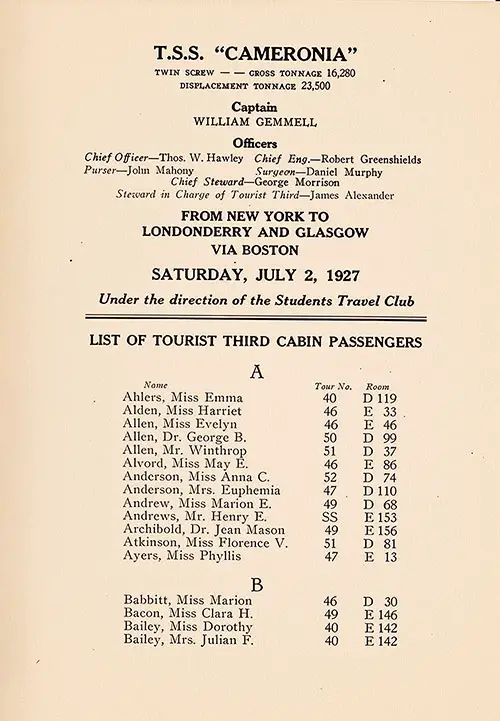 T.S.S. "CAMERONIA"
TWIN SCREW — — GROSS TONNAGE 16,280
DISPLACEMENT TONNAGE 23,500
Captain
WILLIAM GEMMELL
Officers
Chief Officer—Thos. W. Hawley Chief Eng.—Robert Greenshields
Purser—John Mahony Surgeon—Daniel Murphy
Chief Steward—George Morrison
Steward in Charge of Tourist Third—James Alexander
FROM NEW YORK TO
LONDONDERRY AND GLASGOW
VIA BOSTON
SATURDAY, JULY 2, 1927
Under the direction of the Students Travel Club
LIST OF TOURIST THIRD CABIN PASSENGERS
A
Name Tour No. Room
Ahlers, Miss Emma 40 D 119
Alden, Miss Harriet 46 E 33
Allen, Miss Evelyn 46 E 46
Allen, Dr. George B. 50 D 99
Allen, Mr. Winthrop 51 D 37
Alvord, Miss May E. 46 E 86
Anderson, Miss Anna C. 52 D 74
Anderson, Mrs. Euphemia 47 D 110
Andrew, Miss Marion E. 49 D 68
Andrews, Mr. Henry E. SS E 153
Archibold, Dr. Jean Mason 49 E 156
Atkinson, Miss Florence V. 51 D 81
Ayers, Miss Phyllis 47 E 13
B
Babbitt, Miss Marion 46 D 30
Bacon, Miss Clara H. 49 E 146
Bailey, Miss Dorothy 40 E 142
Bailey, Mrs. Julian F. 40 E 142